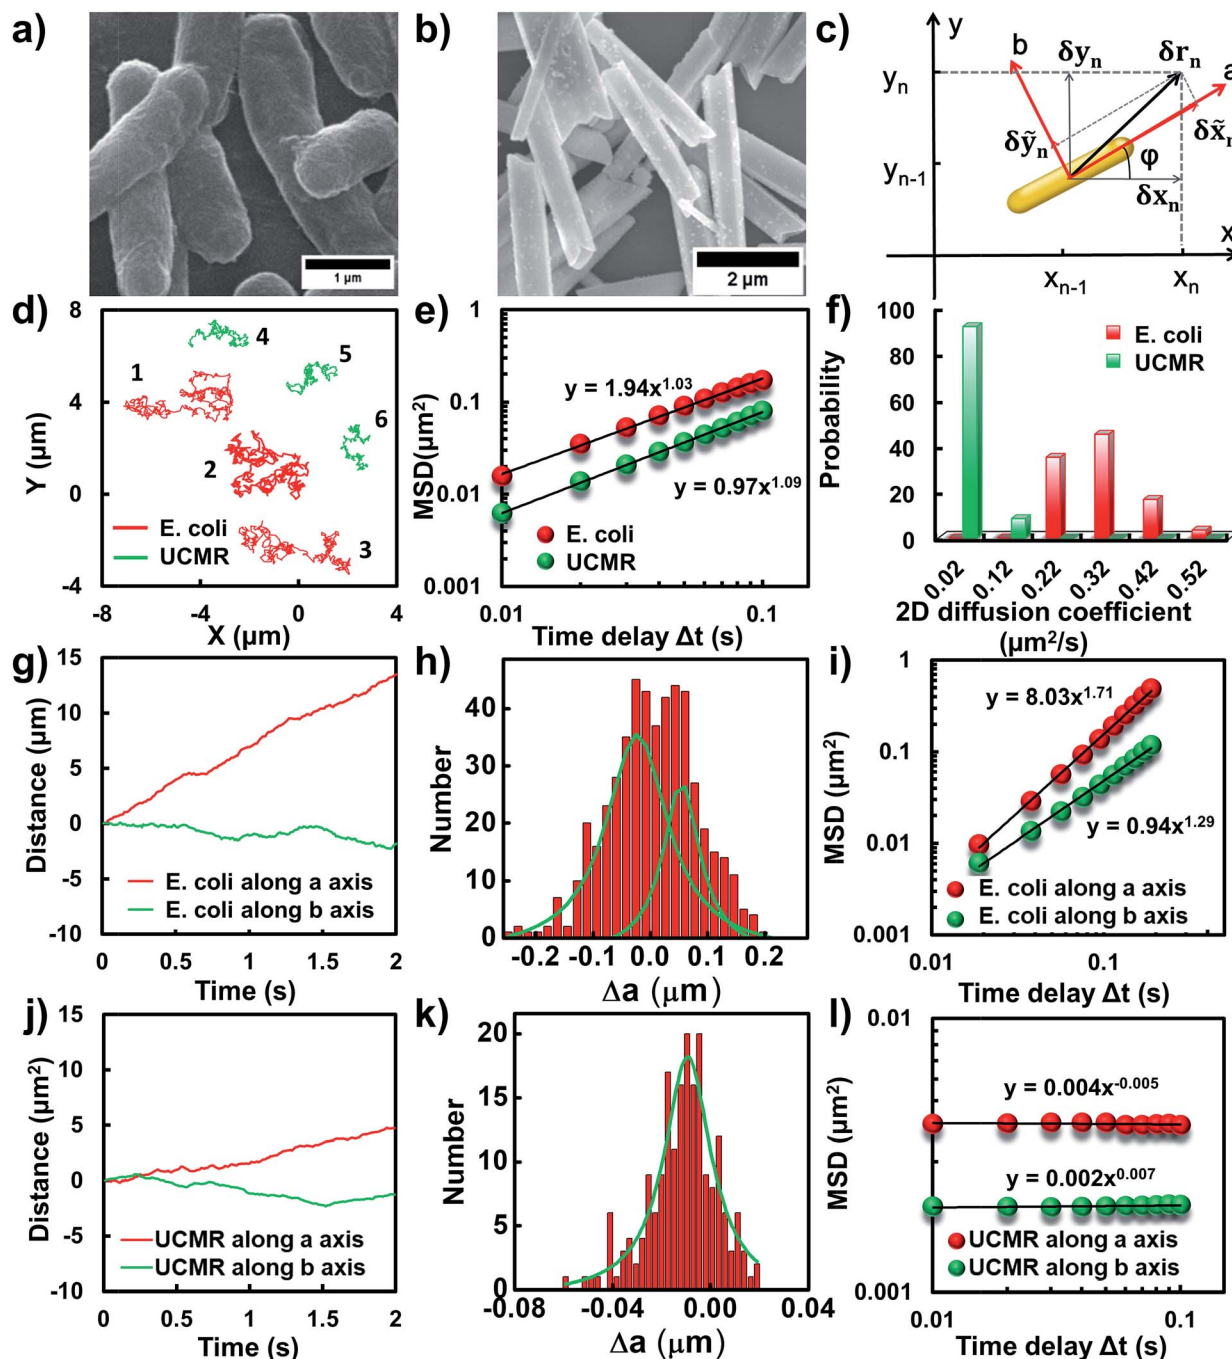 a)
1 μm
b)
2 μm
c)
y
b
δyₙ
δrₙ
a
yₙ
δỹₙ
δx̃ₙ
φ
yₙ₋₁
δxₙ
x
xₙ₋₁
xₙ
d)
8
4
0
-4
Y (μm)
1
2
3
4
5
6
E. coli
UCMR
-8
-4
0
4
X (μm)
e)
1
0.1
0.01
0.001
MSD(μm²)
y = 1.94x^1.03
y = 0.97x^1.09
E. coli
UCMR
0.01
0.1
Time delay Δt (s)
f)
Probability
100
80
60
40
20
0
E. coli
UCMR
0.02
0.12
0.22
0.32
0.42
0.52
2D diffusion coefficient
(μm²/s)
g)
15
10
5
0
-5
-10
Distance (μm)
E. coli along a axis
E. coli along b axis
0
0.5
1
1.5
2
Time (s)
h)
Number
40
30
20
10
0
-0.2
-0.1
0.0
0.1
0.2
Δa (μm)
i)
1
0.1
0.01
0.001
MSD (μm²)
y = 8.03x^1.71
y = 0.94x^1.29
E. coli along a axis
E. coli along b axis
0.01
0.1
Time delay Δt (s)
j)
15
10
5
0
-5
-10
Distance (μm²)
UCMR along a axis
UCMR along b axis
0
0.5
1
1.5
2
Time (s)
k)
Number
20
15
10
5
0
-0.08
-0.04
0.00
0.04
Δa (μm)
l)
0.01
0.001
MSD (μm²)
y = 0.004x^-0.005
y = 0.002x^0.007
UCMR along a axis
UCMR along b axis
0.01
0.1
Time delay Δt (s)